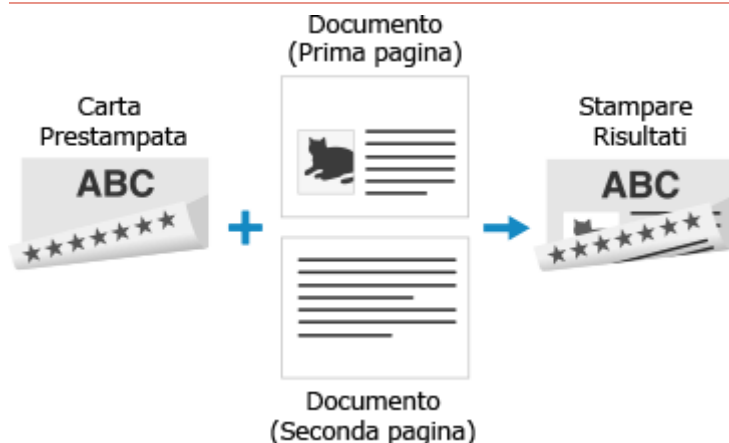 Documento
(Prima pagina)
Carta
Prestampata
ABC
Stampare
Risultati
ABC
Documento
(Seconda pagina)